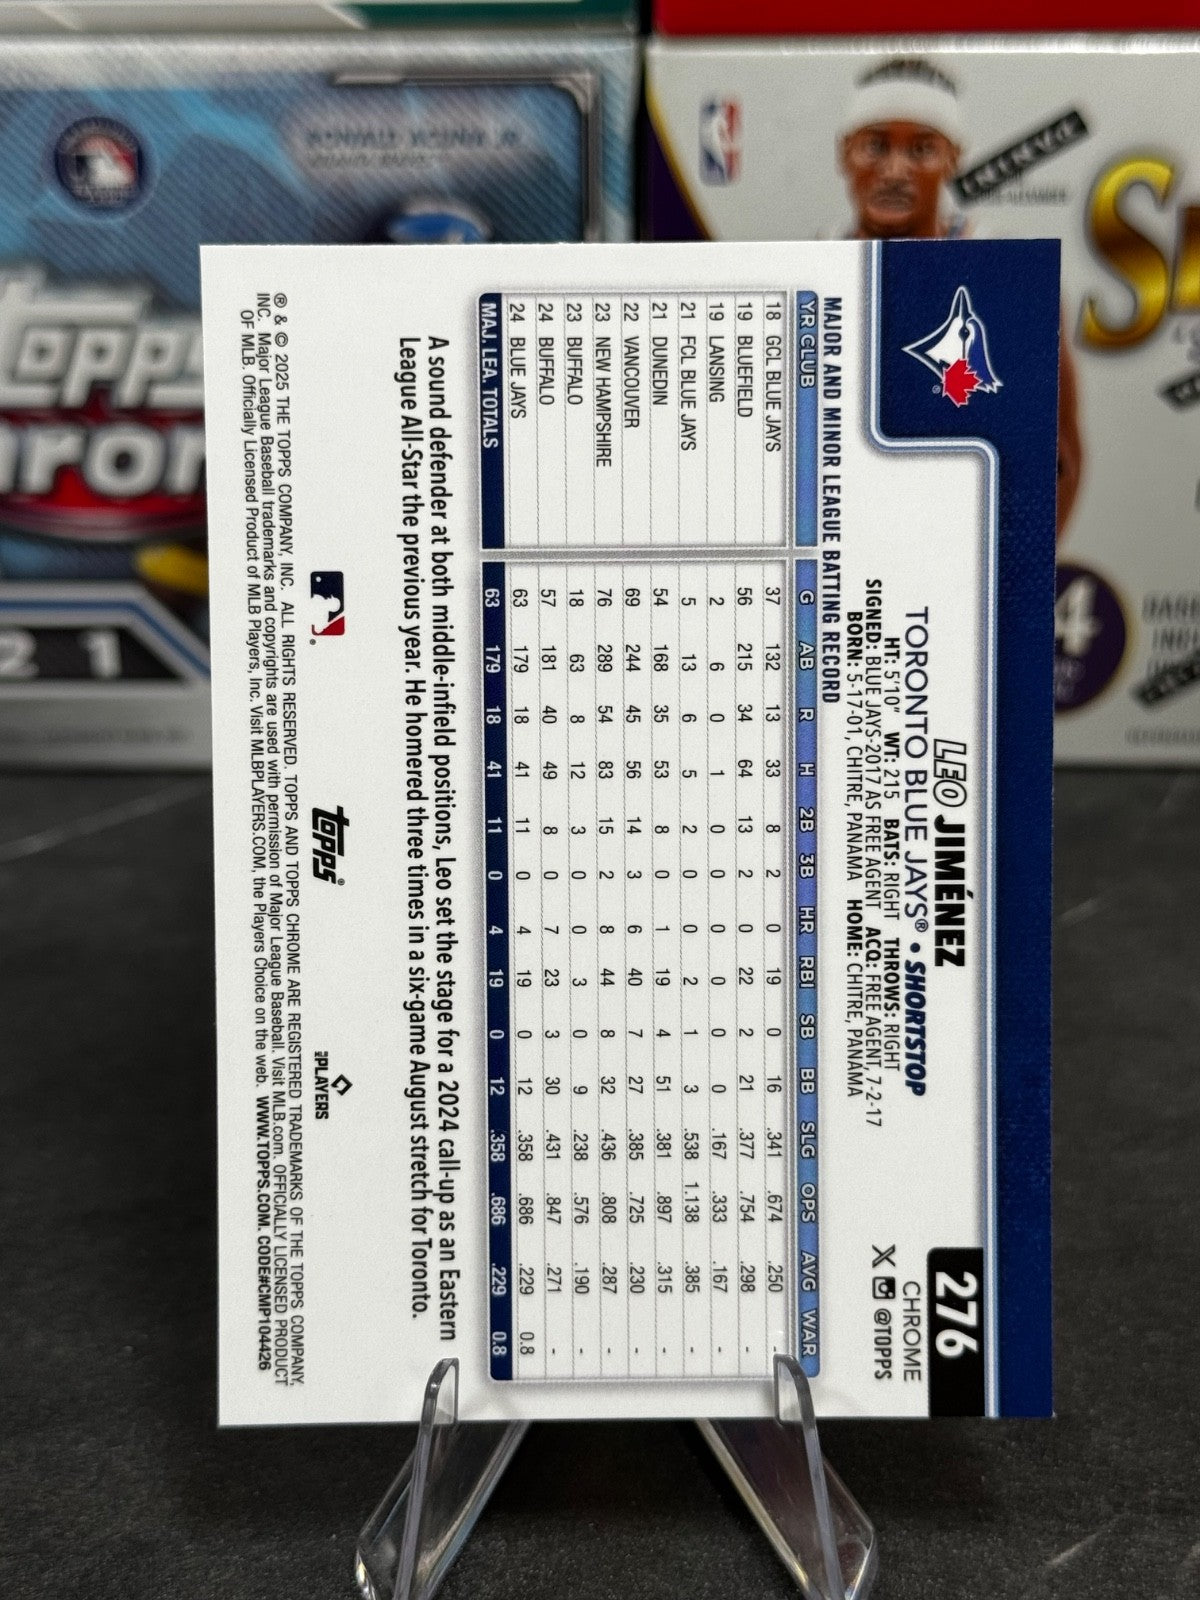 276
CHROME
@TOPPS
LEO JIMÉNEZ
TORONTO BLUE JAYS® • SHORTSTOP
HT: 5'10" WT: 215 BATS: RIGHT THROWS: RIGHT
SIGNED: BLUE JAYS-2017 AS FREE AGENT ACQ: FREE AGENT, 7-2-17
BORN: 5-17-01, CHITRE, PANAMA HOME: CHITRE, PANAMA
MAJOR AND MINOR LEAGUE BATTING RECORD
YR CLUB G AB R H 2B 3B HR RBI SB BB SLG OPS AVG WAR
18 GCL BLUE JAYS 37 132 13 33 8 2 0 19 0 16 .341 .674 .250 -
19 BLUEFIELD 56 215 34 64 13 2 0 22 2 21 .377 .754 .298 -
19 LANSING 2 6 0 1 0 0 0 0 0 0 .167 .333 .167 -
21 FCL BLUE JAYS 5 13 6 5 2 0 0 2 1 3 .538 1.138 .385 -
21 DUNEDIN 54 168 35 53 8 0 1 19 4 51 .381 .897 .315 -
22 VANCOUVER 69 244 45 56 14 3 6 40 7 27 .385 .725 .230 -
23 NEW HAMPSHIRE 76 289 54 83 15 2 8 44 8 32 .436 .808 .287 -
23 BUFFALO 18 63 8 12 3 0 0 3 0 9 .238 .576 .190 -
24 BUFFALO 57 181 40 49 8 0 7 23 3 30 .431 .847 .271 -
24 BLUE JAYS 63 179 18 41 11 0 4 19 0 12 .358 .686 .229 0.8
MAJ. LEA. TOTALS 63 179 18 41 11 0 4 19 0 12 .358 .686 .229 0.8
A sound defender at both middle-infield positions, Leo set the stage for a 2024 call-up as an Eastern
League All-Star the previous year. He homered three times in a six-game August stretch for Toronto.
topps®
PLAYERS
® & © 2025 THE TOPPS COMPANY, INC. ALL RIGHTS RESERVED. TOPPS AND TOPPS CHROME ARE REGISTERED TRADEMARKS OF THE TOPPS COMPANY,
INC. Major League Baseball trademarks and copyrights are used with permission of Major League Baseball. Visit MLB.com. OFFICIALLY LICENSED PRODUCT
OF MLB. Officially Licensed Product of MLB Players, Inc. Visit MLBPLAYERS.COM, the Players Choice on the web. WWW.TOPPS.COM. CODE#CMP104426